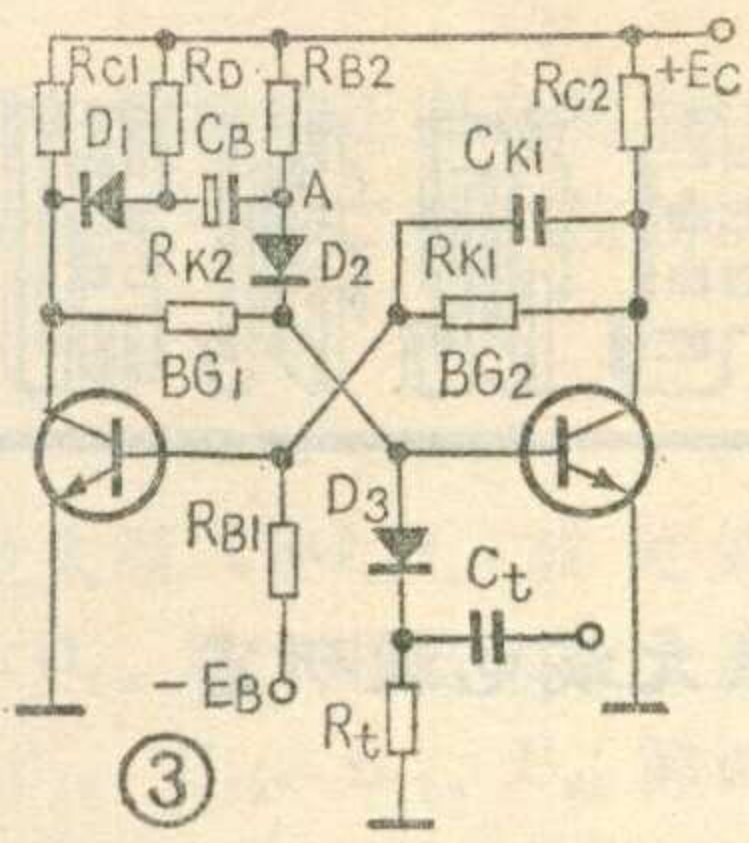 RC1 RD RB2 RC2 +EC
D1 CB A CK1
RK2 D2 RK1
BG1 BG2
RB1 D3 Ct
-EB Rt
③